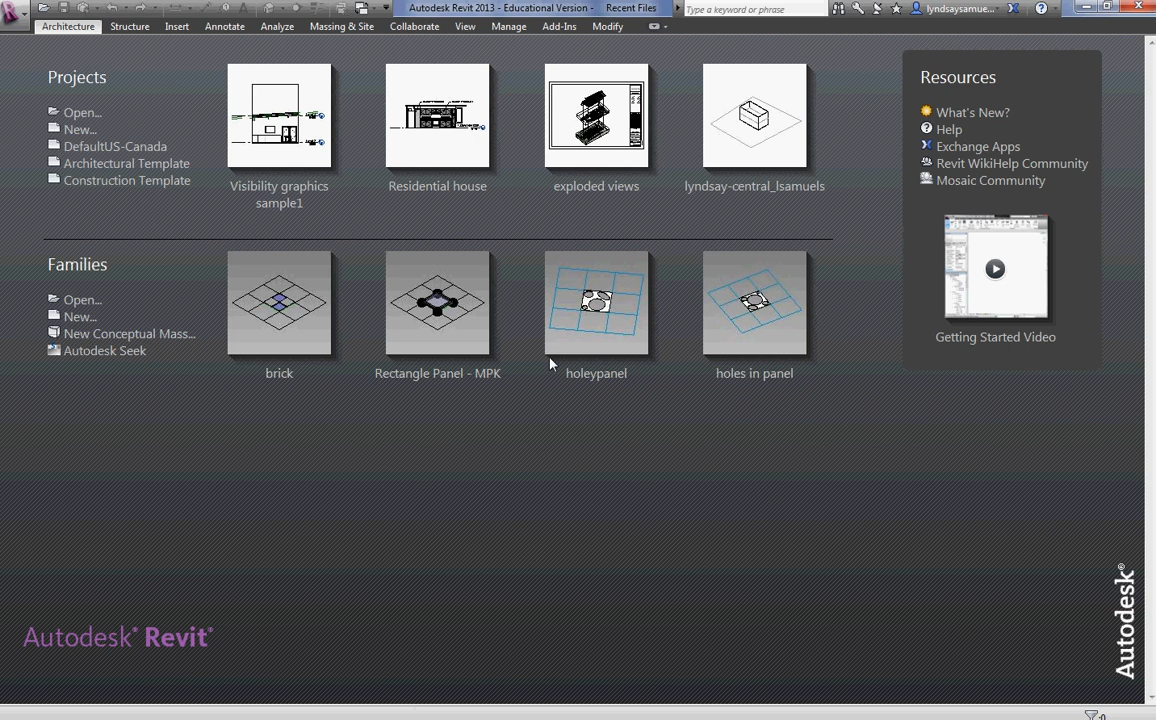 Autodesk Revit 2013 - Educational Version - Recent Files
Type a keyword or phrase
lyndsaysamue...
Architecture Structure Insert Annotate Analyze Massing & Site Collaborate View Manage Add-Ins Modify
Projects
Open...
New...
DefaultUS-Canada
Architectural Template
Construction Template
Visibility graphics
sample1
Residential house
exploded views
lyndsay-central_lsamuels
Families
Open...
New...
New Conceptual Mass...
Autodesk Seek
brick
Rectangle Panel - MPK
holeypanel
holes in panel
Resources
What's New?
Help
Exchange Apps
Revit WikiHelp Community
Mosaic Community
Getting Started Video
Autodesk® Revit®
Autodesk®
:0